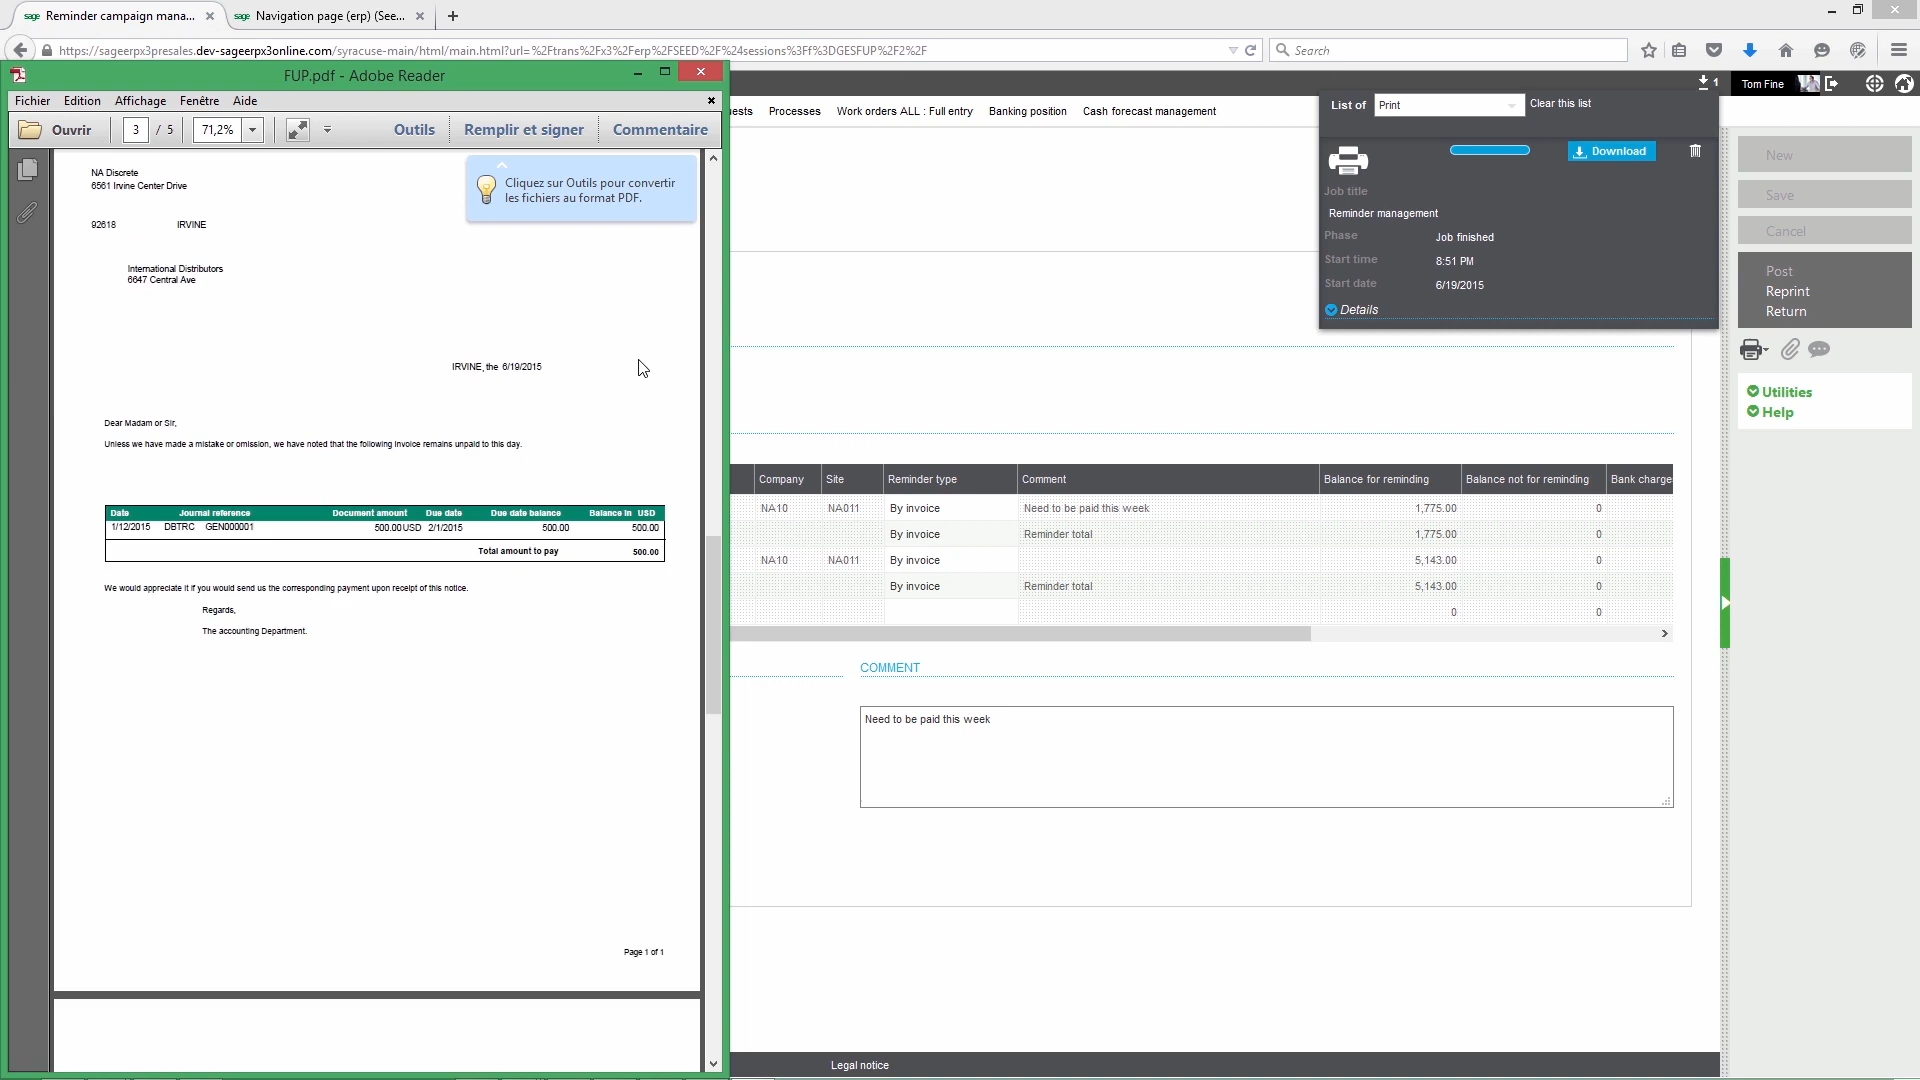 sage Reminder campaign mana...
sage Navigation page (erp) (See...
https://sageerpx3presales.dev-sageerpx3online.com/syracuse-main/html/main.html?url=%2Ftrans%2Fx3%2Ferp%2FSEED%2F%24sessions%3Ff%3DGESFUP%2F2%2F
Search
FUP.pdf - Adobe Reader
Fichier Edition Affichage Fenêtre Aide
Ouvrir 3 / 5 71,2% Outils Remplir et signer Commentaire
Cliquez sur Outils pour convertir
les fichiers au format PDF.
NA Discrete
6561 Irvine Center Drive
92618 IRVINE
International Distributors
6647 Central Ave
IRVINE, the 6/19/2015
Dear Madam or Sir,
Unless we have made a mistake or omission, we have noted that the following invoice remains unpaid to this day.
Date Journal reference Document amount Due date Due date balance Balance in USD
1/12/2015 DBTRC GEN000001 500.00 USD 2/1/2015 500.00 500.00
Total amount to pay 500.00
We would appreciate it if you would send us the corresponding payment upon receipt of this notice.
Regards,
The accounting Department.
Page 1 of 1
1 Tom Fine
ests Processes Work orders ALL : Full entry Banking position Cash forecast management
List of Print Clear this list
Download
Job title
Reminder management
Phase Job finished
Start time 8:51 PM
Start date 6/19/2015
Details
New
Save
Cancel
Post
Reprint
Return
Utilities
Help
Company Site Reminder type Comment Balance for reminding Balance not for reminding Bank charge
NA10 NA011 By invoice Need to be paid this week 1,775.00 0
By invoice Reminder total 1,775.00 0
NA10 NA011 By invoice 5,143.00 0
By invoice Reminder total 5,143.00 0
0 0
COMMENT
Need to be paid this week
Legal notice